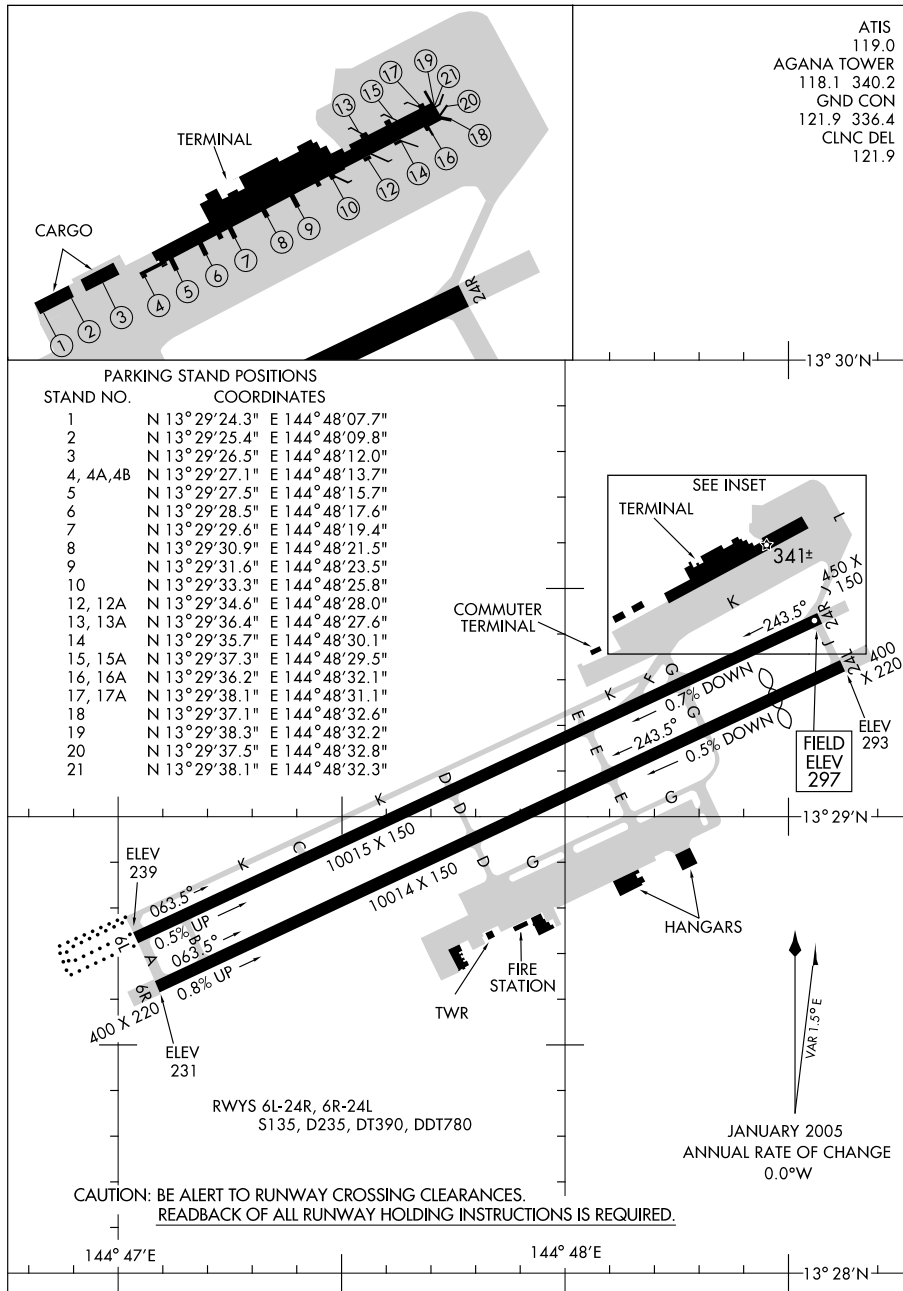 ATIS
119.0
AGANA TOWER
118.1 340.2
GND CON
121.9 336.4
CLNC DEL
121.9
TERMINAL
CARGO
1
2
3
4
5
6
7
8
9
10
12
13
14
15
16
17
18
19
20
21
24R
13° 30'N
PARKING STAND POSITIONS
STAND NO. COORDINATES
1 N 13°29'24.3" E 144°48'07.7"
2 N 13°29'25.4" E 144°48'09.8"
3 N 13°29'26.5" E 144°48'12.0"
4, 4A,4B N 13°29'27.1" E 144°48'13.7"
5 N 13°29'27.5" E 144°48'15.7"
6 N 13°29'28.5" E 144°48'17.6"
7 N 13°29'29.6" E 144°48'19.4"
8 N 13°29'30.9" E 144°48'21.5"
9 N 13°29'31.6" E 144°48'23.5"
10 N 13°29'33.3" E 144°48'25.8"
12, 12A N 13°29'34.6" E 144°48'28.0"
13, 13A N 13°29'36.4" E 144°48'27.6"
14 N 13°29'35.7" E 144°48'30.1"
15, 15A N 13°29'37.3" E 144°48'29.5"
16, 16A N 13°29'36.2" E 144°48'32.1"
17, 17A N 13°29'38.1" E 144°48'31.1"
18 N 13°29'37.1" E 144°48'32.6"
19 N 13°29'38.3" E 144°48'32.2"
20 N 13°29'37.5" E 144°48'32.8"
21 N 13°29'38.1" E 144°48'32.3"
SEE INSET
TERMINAL
341±
L
K
450 X
150
J
24R
243.5°
COMMUTER
TERMINAL
I
24L
400
X 220
G
F
K
E
0.7% DOWN
G
E
243.5°
0.5% DOWN
ELEV
293
FIELD
ELEV
297
E
G
D
D
K
13° 29'N
C
K
10015 X 150
D
G
10014 X 150
ELEV
239
063.5°
0.5% UP
B
063.5°
0.8% UP
6L
A
6R
400 X 220
ELEV
231
HANGARS
FIRE
STATION
TWR
VAR 1.5° E
RWYS 6L-24R, 6R-24L
S135, D235, DT390, DDT780
JANUARY 2005
ANNUAL RATE OF CHANGE
0.0°W
CAUTION: BE ALERT TO RUNWAY CROSSING CLEARANCES.
READBACK OF ALL RUNWAY HOLDING INSTRUCTIONS IS REQUIRED.
144° 47'E
144° 48'E
13° 28'N